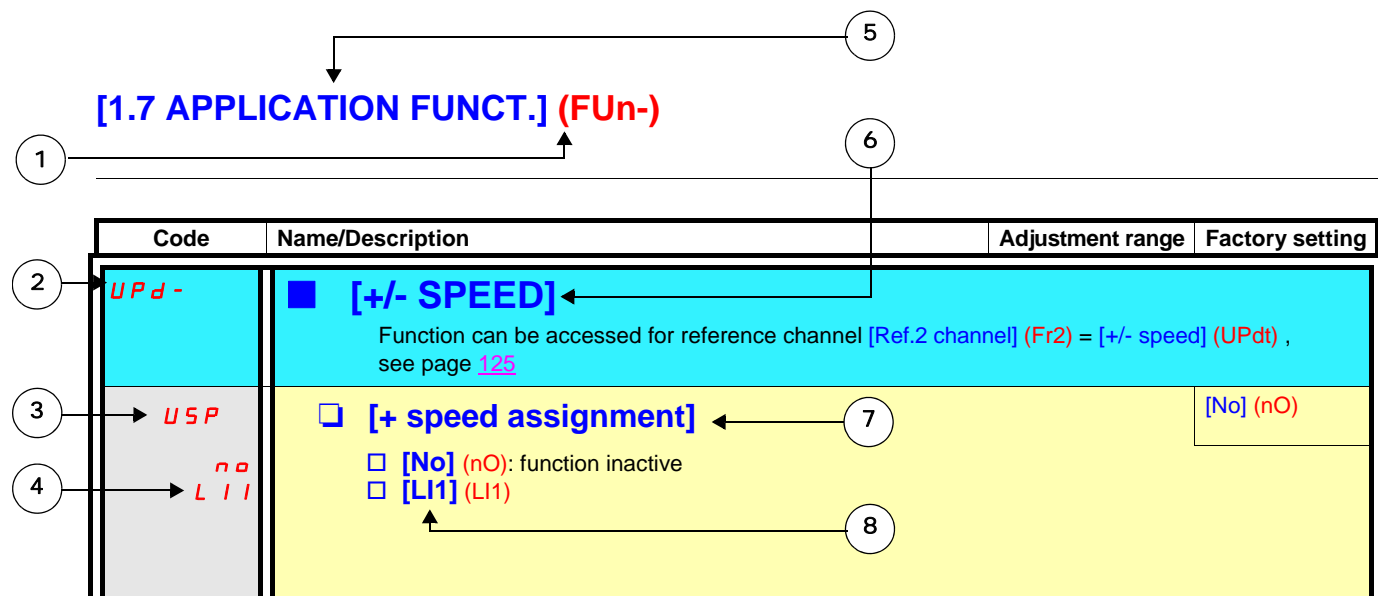 5
[1.7 APPLICATION FUNCT.] (FUn-)
1
6
Code Name/Description Adjustment range Factory setting
2
UPd-
[+/- SPEED]
Function can be accessed for reference channel [Ref.2 channel] (Fr2) = [+/- speed] (UPdt) ,
see page 125
3
USP
[+ speed assignment]
7
[No] (nO)
no
[No] (nO): function inactive
4
LI1
[LI1] (LI1)
8